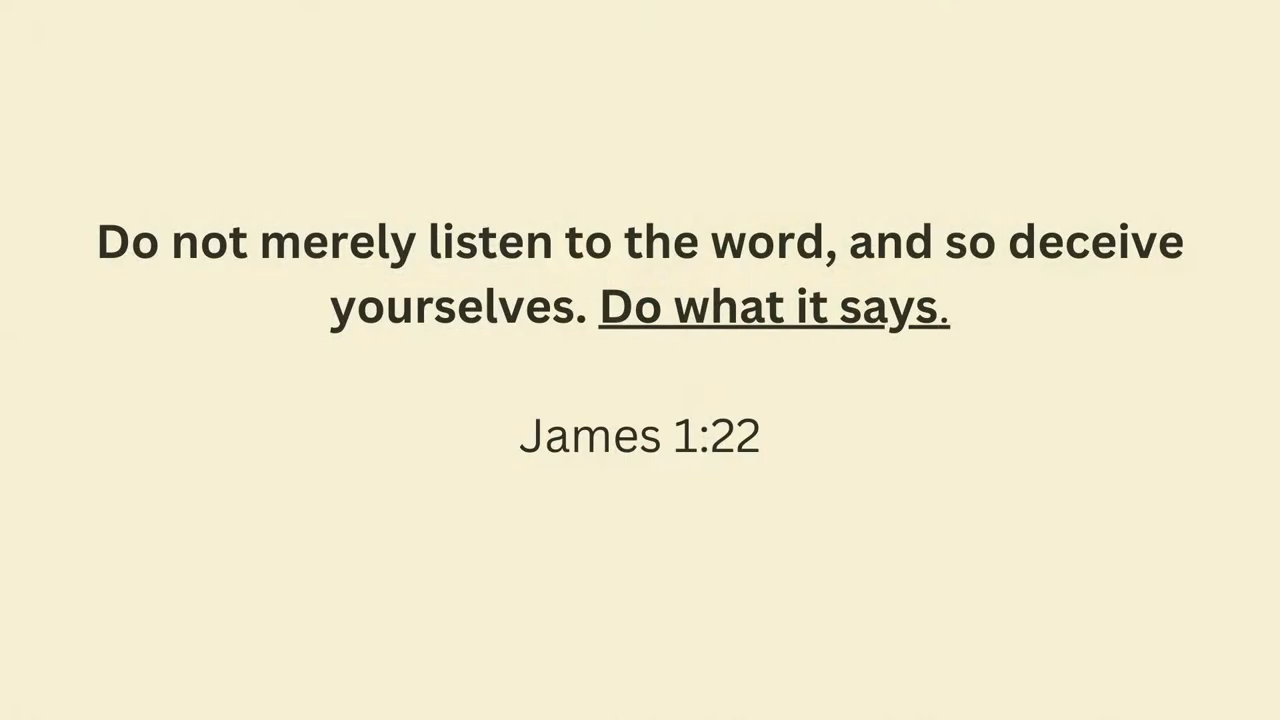 Do not merely listen to the word, and so deceive
yourselves. Do what it says.
James 1:22